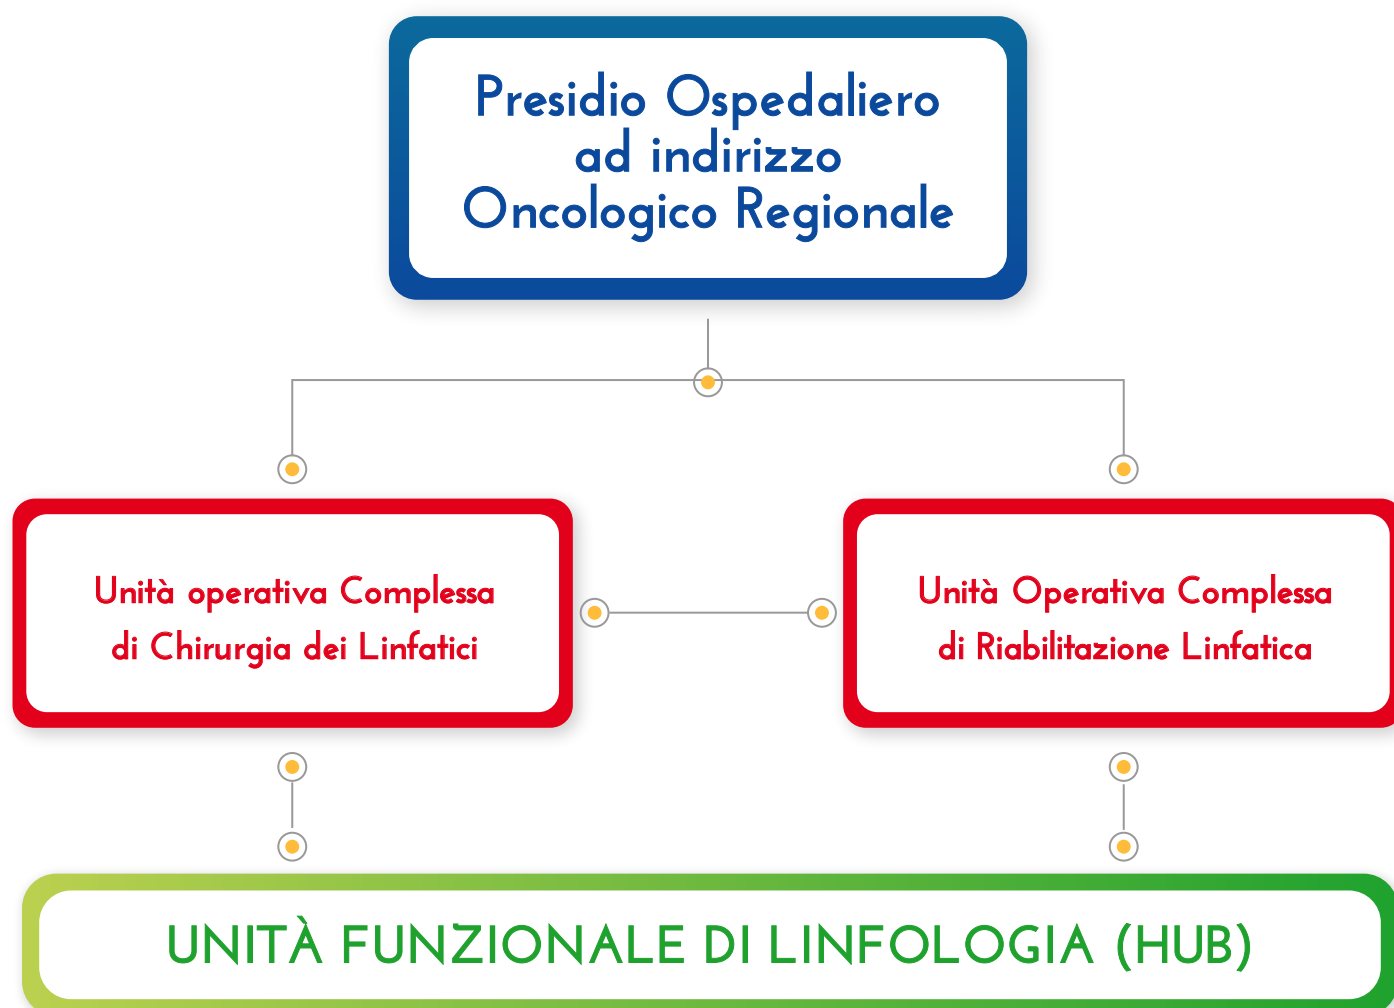 Presidio Ospedaliero
ad indirizzo
Oncologico Regionale
Unità operativa Complessa
di Chirurgia dei Linfatici
Unità Operativa Complessa
di Riabilitazione Linfatica
UNITÀ FUNZIONALE DI LINFOLOGIA (HUB)